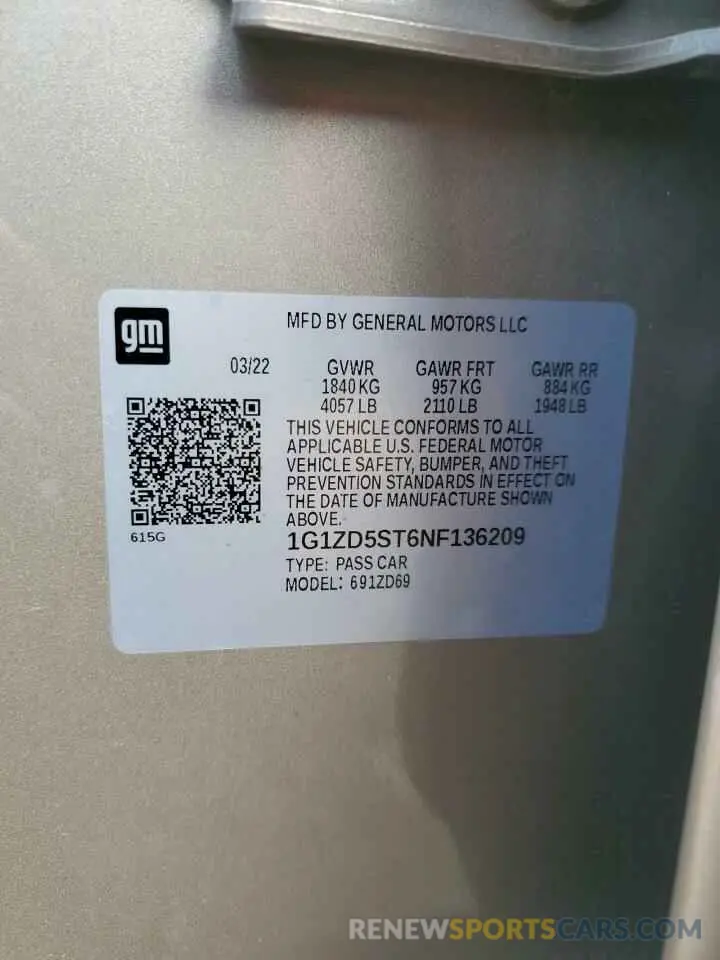 gm
MFD BY GENERAL MOTORS LLC
03/22 GVWR GAWR FRT GAWR RR
1840 KG 957 KG 884 KG
4057 LB 2110 LB 1948 LB
THIS VEHICLE CONFORMS TO ALL
APPLICABLE U.S. FEDERAL MOTOR
VEHICLE SAFETY, BUMPER, AND THEFT
PREVENTION STANDARDS IN EFFECT ON
THE DATE OF MANUFACTURE SHOWN
ABOVE.
615G
1G1ZD5ST6NF136209
TYPE: PASS CAR
MODEL: 691ZD69
RENEWSPORTSCARS.COM